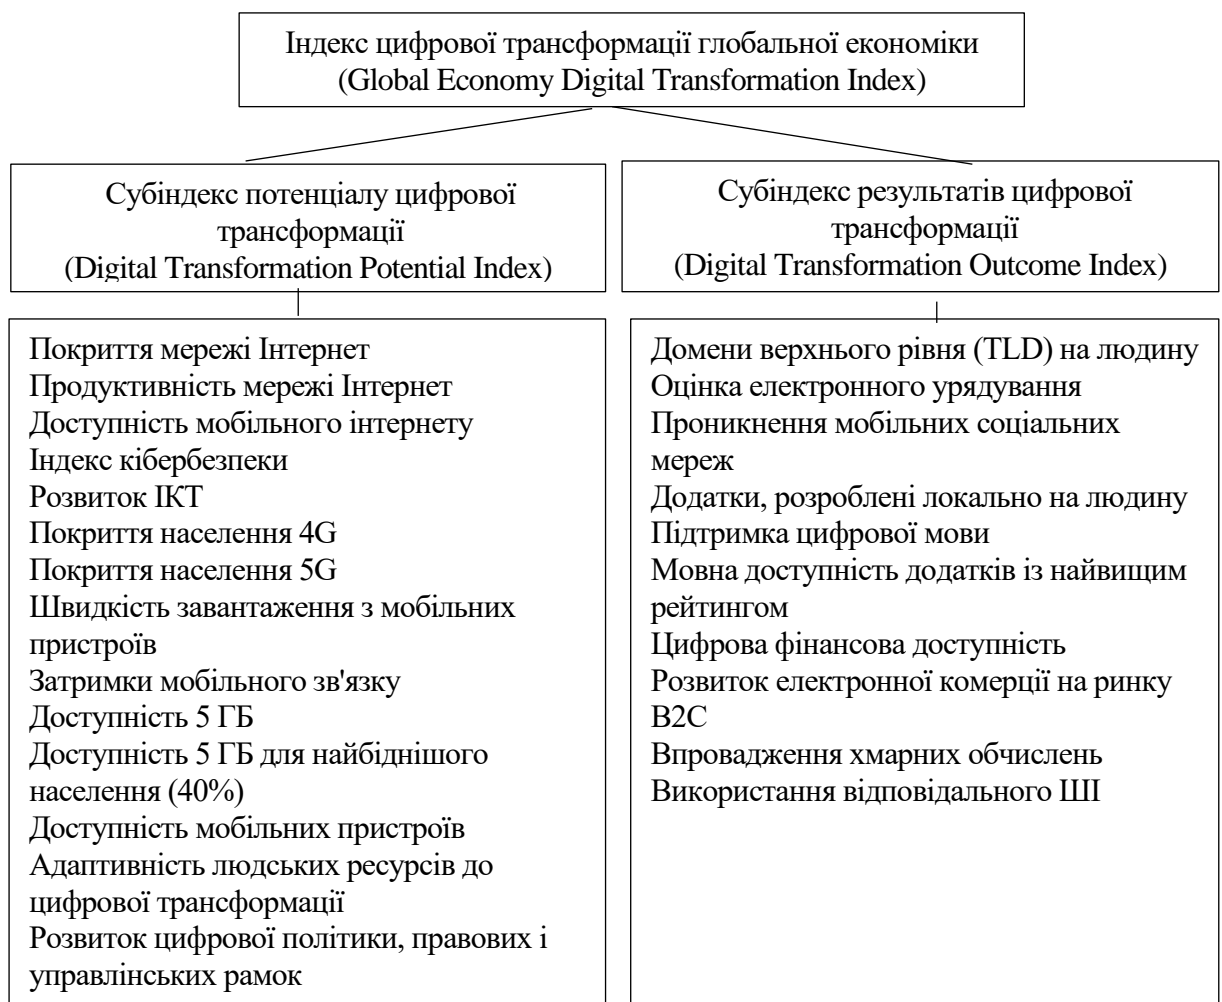 Індекс цифрової трансформації глобальної економіки
(Global Economy Digital Transformation Index)
Субіндекс потенціалу цифрової
трансформації
(Digital Transformation Potential Index)
Субіндекс результатів цифрової
трансформації
(Digital Transformation Outcome Index)
Покриття мережі Інтернет
Продуктивність мережі Інтернет
Доступність мобільного інтернету
Індекс кібербезпеки
Розвиток ІКТ
Покриття населення 4G
Покриття населення 5G
Швидкість завантаження з мобільних
пристроїв
Затримки мобільного зв'язку
Доступність 5 ГБ
Доступність 5 ГБ для найбіднішого
населення (40%)
Доступність мобільних пристроїв
Адаптивність людських ресурсів до
цифрової трансформації
Розвиток цифрової політики, правових і
управлінських рамок
Домени верхнього рівня (TLD) на людину
Оцінка електронного урядування
Проникнення мобільних соціальних
мереж
Додатки, розроблені локально на людину
Підтримка цифрової мови
Мовна доступність додатків із найвищим
рейтингом
Цифрова фінансова доступність
Розвиток електронної комерції на ринку
B2C
Впровадження хмарних обчислень
Використання відповідального ШІ